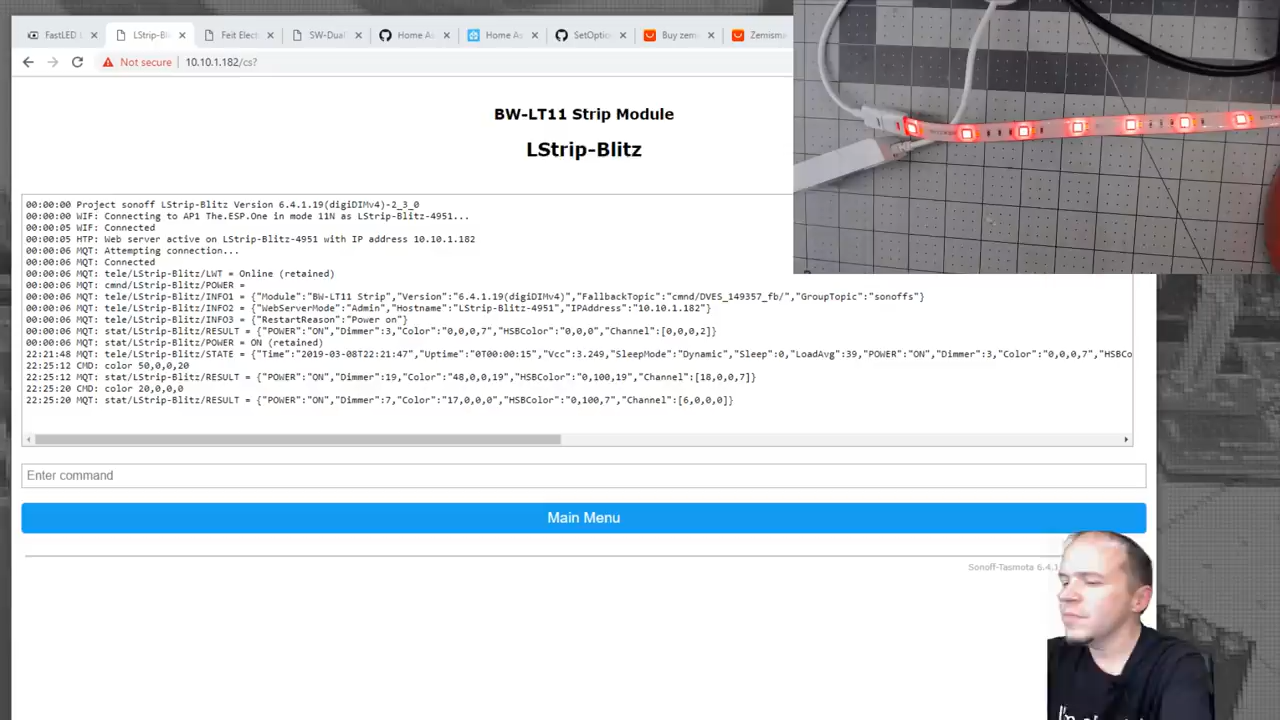 FastLED L
LStrip-Bli
Feit Elect
SW-Dual
Home As
Home As
SetOption
Buy zemi
Zemisma
Not secure
10.10.1.182/cs?
BW-LT11 Strip Module
LStrip-Blitz
00:00:00 Project sonoff LStrip-Blitz Version 6.4.1.19(digiDIMv4)-2_3_0
00:00:00 WIF: Connecting to AP1 The.ESP.One in mode 11N as LStrip-Blitz-4951...
00:00:05 WIF: Connected
00:00:05 HTP: Web server active on LStrip-Blitz-4951 with IP address 10.10.1.182
00:00:06 MQT: Attempting connection...
00:00:06 MQT: Connected
00:00:06 MQT: tele/LStrip-Blitz/LWT = Online (retained)
00:00:06 MQT: cmnd/LStrip-Blitz/POWER =
00:00:06 MQT: tele/LStrip-Blitz/INFO1 = {"Module":"BW-LT11 Strip","Version":"6.4.1.19(digiDIMv4)","FallbackTopic":"cmnd/DVES_149357_fb/","GroupTopic":"sonoffs"}
00:00:06 MQT: tele/LStrip-Blitz/INFO2 = {"WebServerMode":"Admin","Hostname":"LStrip-Blitz-4951","IPAddress":"10.10.1.182"}
00:00:06 MQT: tele/LStrip-Blitz/INFO3 = {"RestartReason":"Power on"}
00:00:06 MQT: stat/LStrip-Blitz/RESULT = {"POWER":"ON","Dimmer":3,"Color":"0,0,0,7","HSBColor":"0,0,0","Channel":[0,0,0,2]}
00:00:06 MQT: stat/LStrip-Blitz/POWER = ON (retained)
22:21:48 MQT: tele/LStrip-Blitz/STATE = {"Time":"2019-03-08T22:21:47","Uptime":"0T00:00:15","Vcc":3.249,"SleepMode":"Dynamic","Sleep":0,"LoadAvg":39,"POWER":"ON","Dimmer":3,"Color":"0,0,0,7","HSBCo
22:25:12 CMD: color 50,0,0,20
22:25:12 MQT: stat/LStrip-Blitz/RESULT = {"POWER":"ON","Dimmer":19,"Color":"48,0,0,19","HSBColor":"0,100,19","Channel":[18,0,0,7]}
22:25:20 CMD: color 20,0,0,0
22:25:20 MQT: stat/LStrip-Blitz/RESULT = {"POWER":"ON","Dimmer":7,"Color":"17,0,0,0","HSBColor":"0,100,7","Channel":[6,0,0,0]}
Enter command
Main Menu
Sonoff-Tasmota 6.4.1